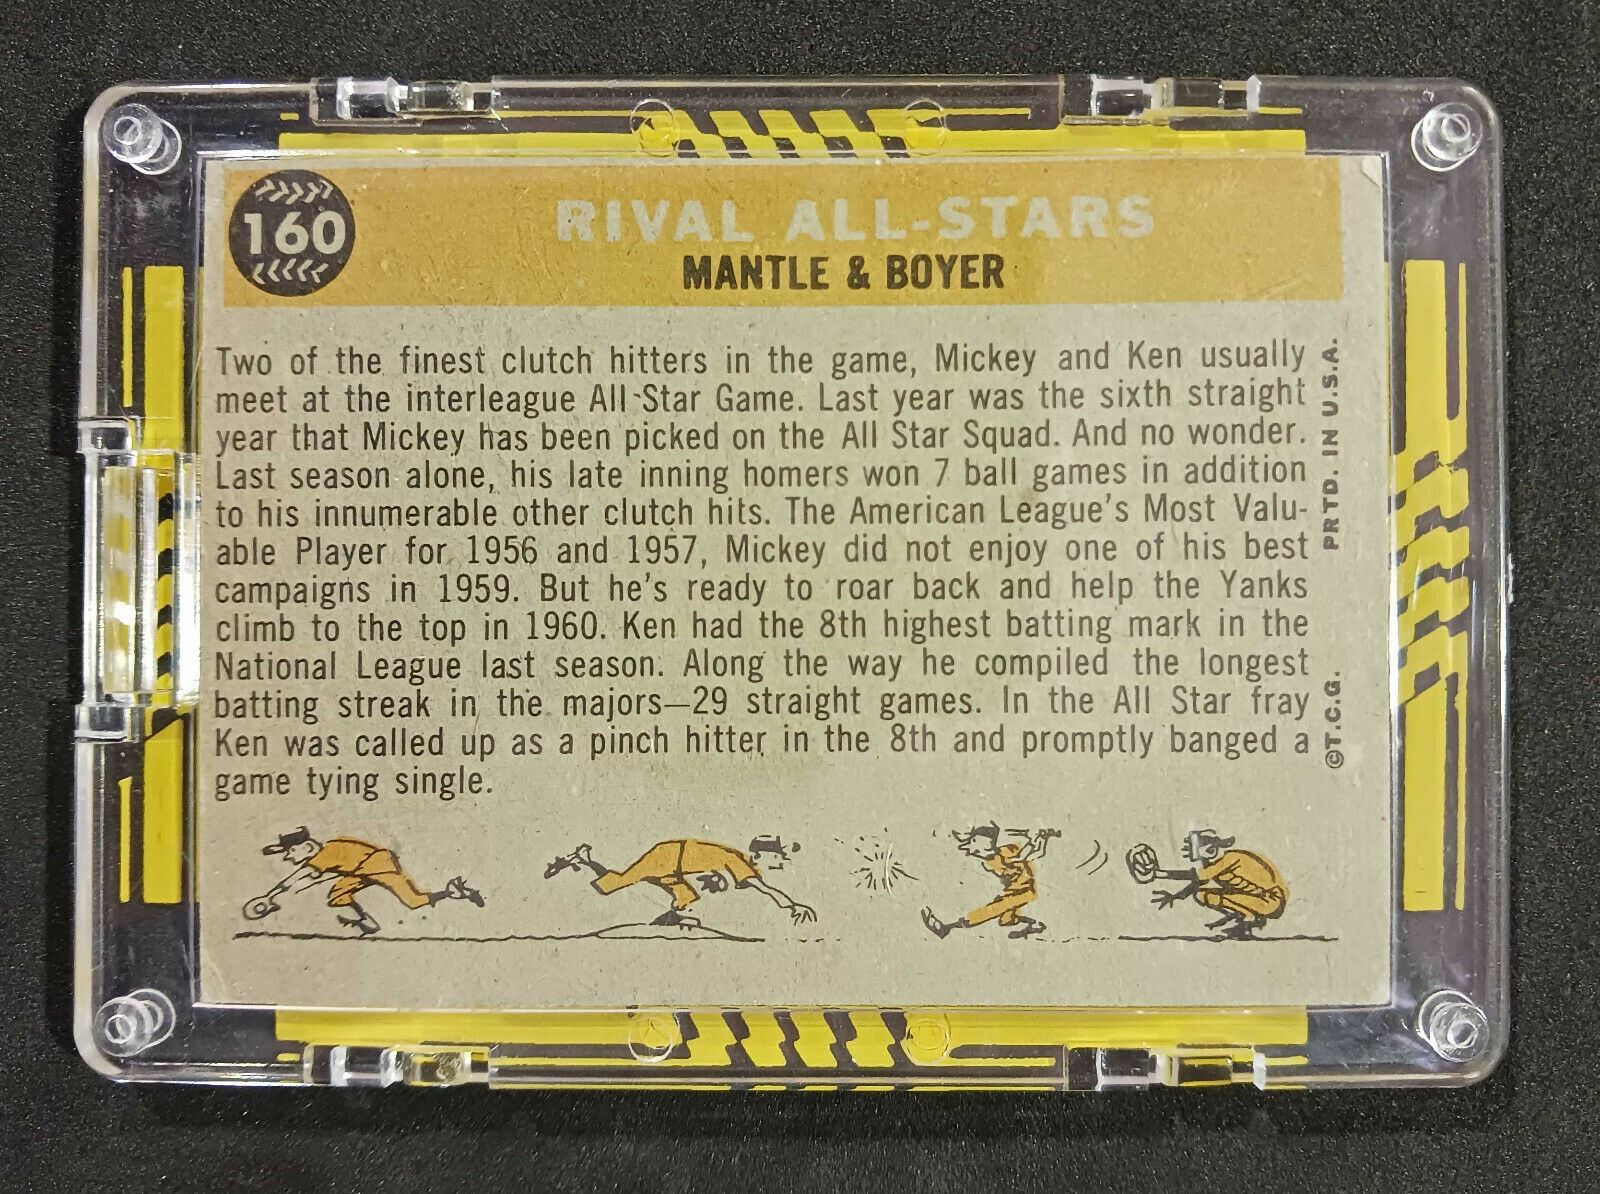 160
RIVAL ALL-STARS
MANTLE & BOYER
Two of the finest clutch hitters in the game, Mickey and Ken usually
meet at the interleague All-Star Game. Last year was the sixth straight
year that Mickey has been picked on the All Star Squad. And no wonder.
Last season alone, his late inning homers won 7 ball games in addition
to his innumerable other clutch hits. The American League's Most Valu-
able Player for 1956 and 1957, Mickey did not enjoy one of his best
campaigns in 1959. But he's ready to roar back and help the Yanks
climb to the top in 1960. Ken had the 8th highest batting mark in the
National League last season. Along the way he compiled the longest
batting streak in the majors—29 straight games. In the All Star fray
Ken was called up as a pinch hitter in the 8th and promptly banged a
game tying single.
©T.C.G. PRTD. IN U.S.A.